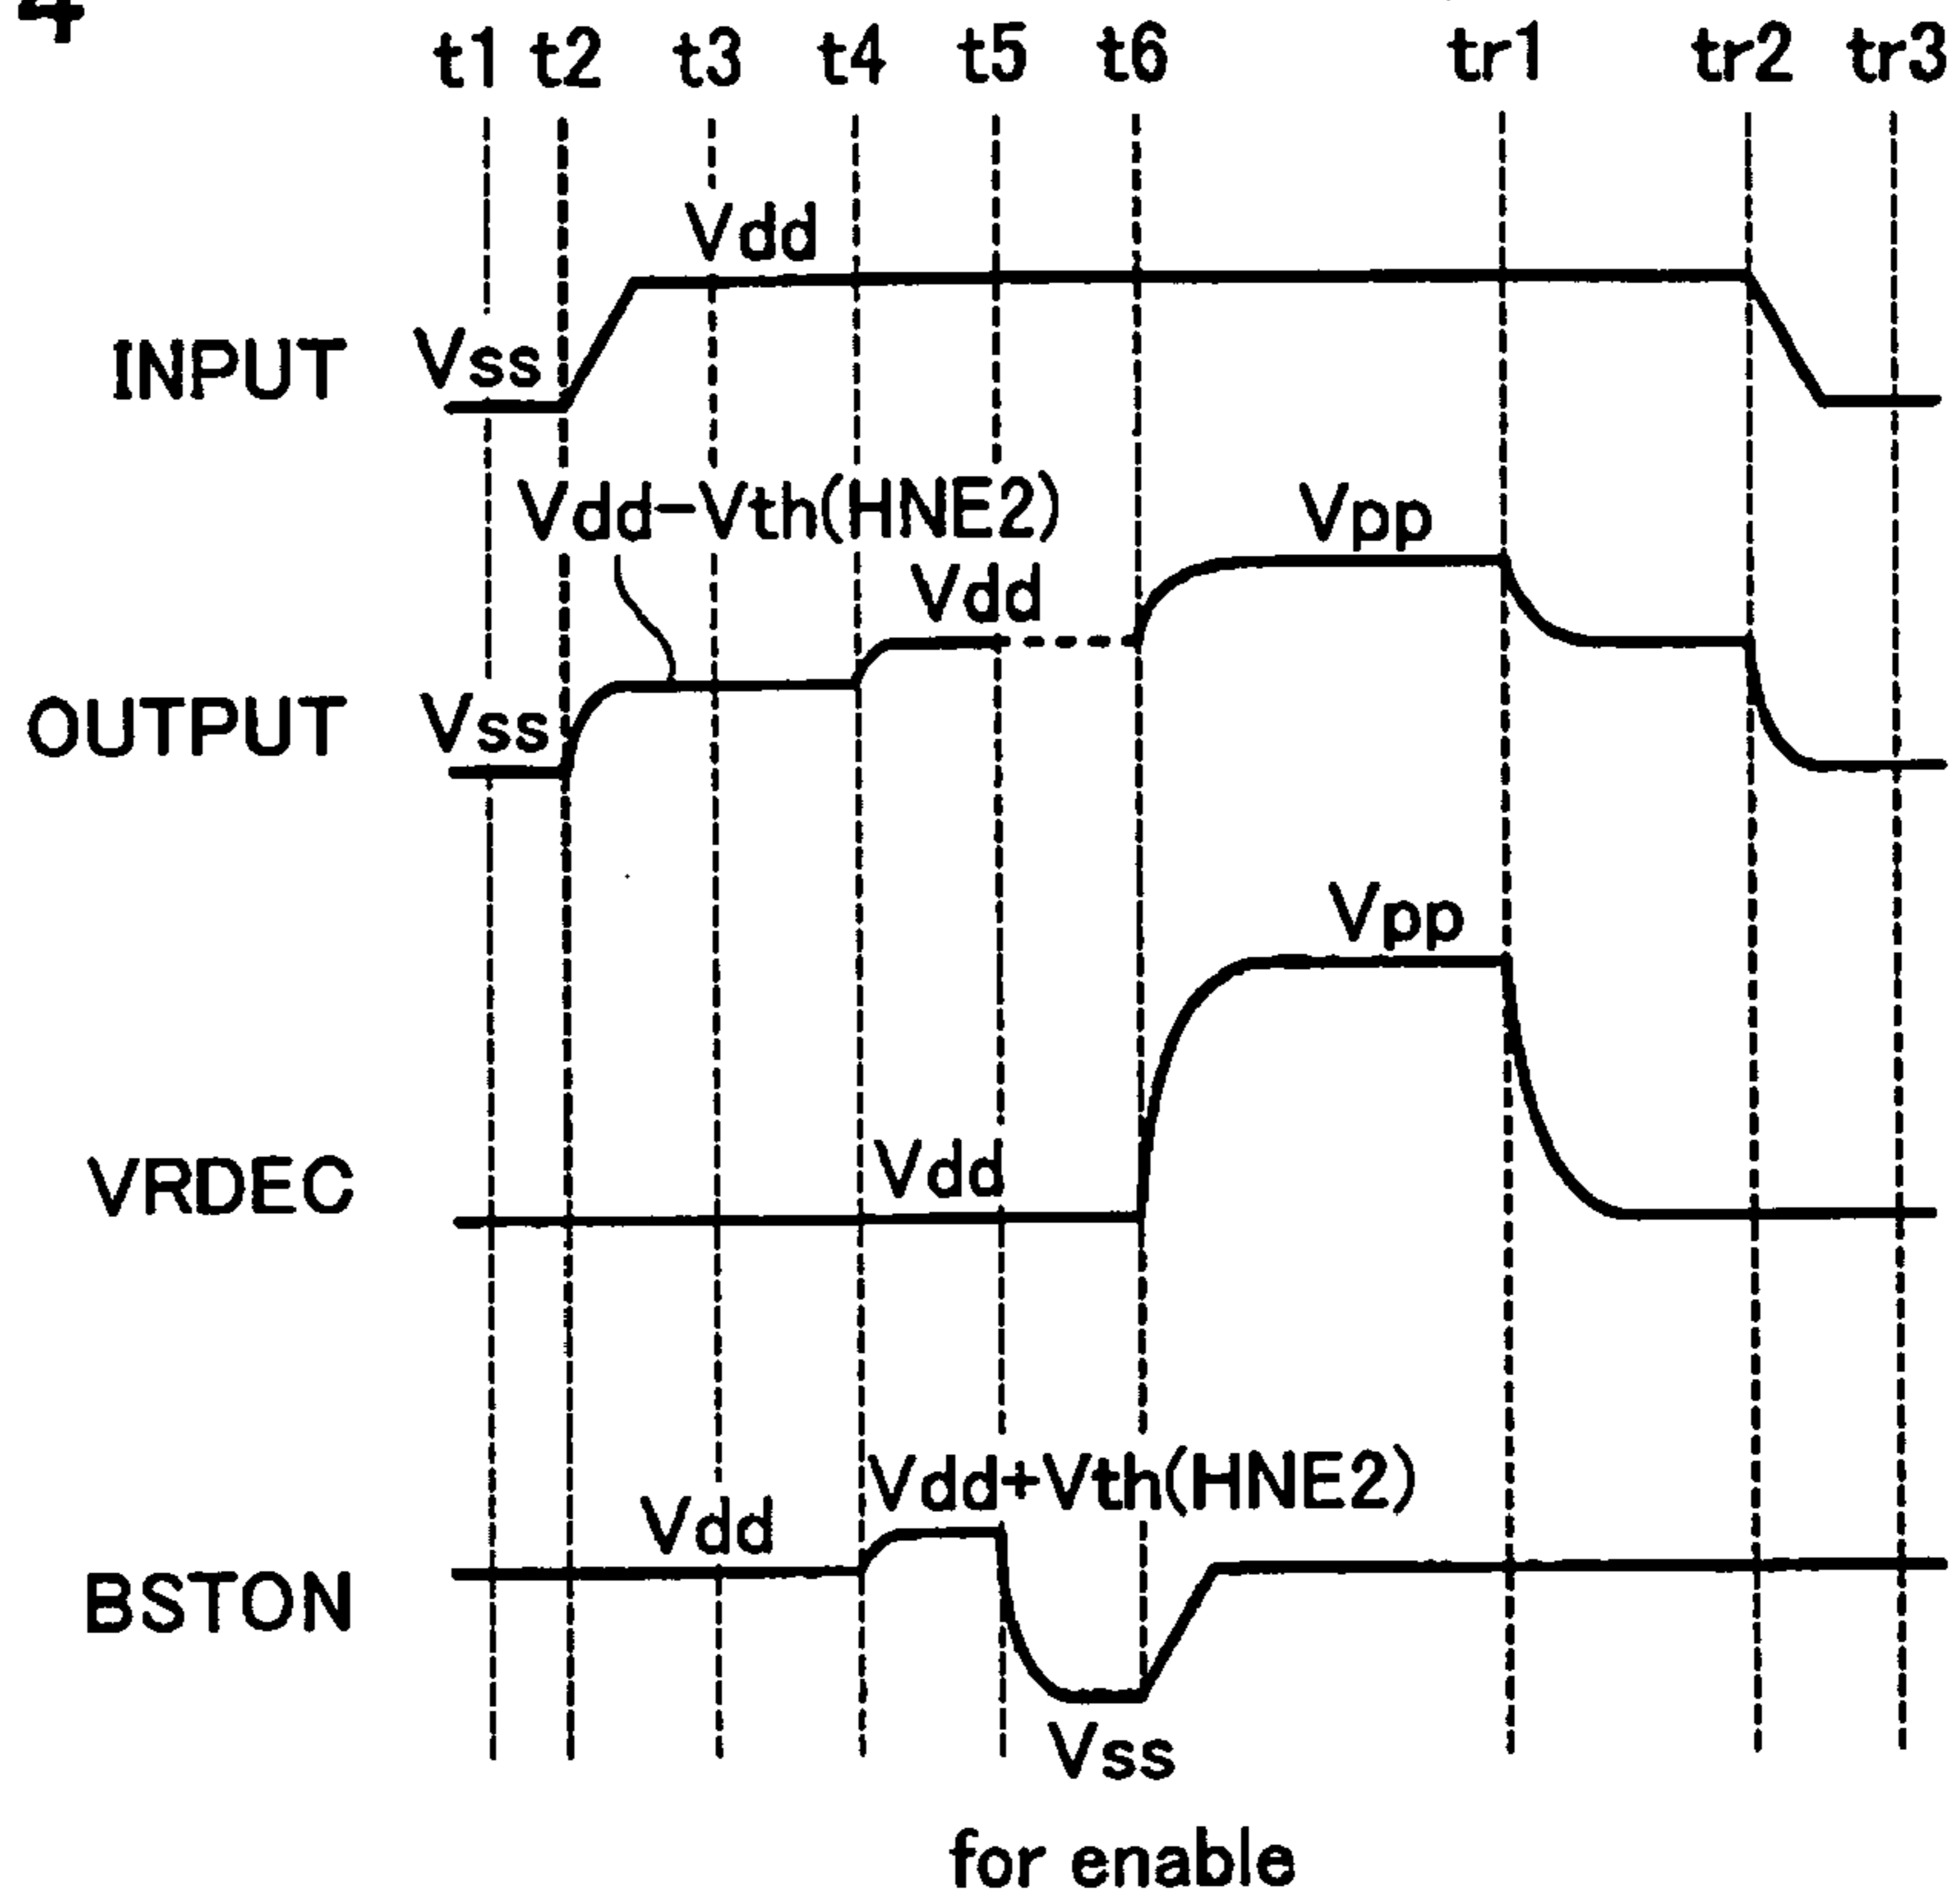 4
t1 t2 t3 t4 t5 t6 tr1 tr2 tr3
Vdd
INPUT Vss
Vdd-Vth(HNE2) Vpp
Vdd
OUTPUT Vss
Vpp
Vdd
VRDEC
Vdd+Vth(HNE2)
Vdd
BSTON
Vss
for enable